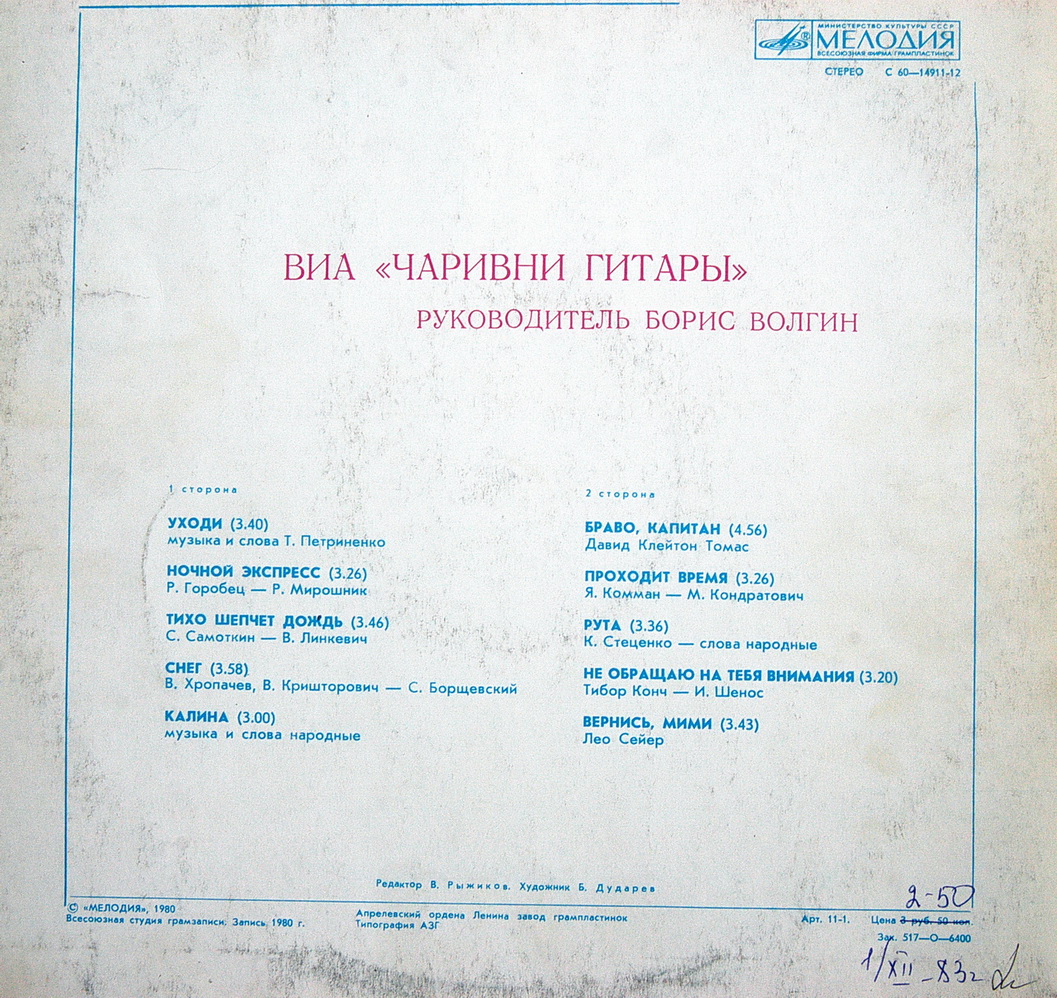 МИНИСТЕРСТВО КУЛЬТУРЫ СССР
МЕЛОДИЯ
ВСЕСОЮЗНАЯ ФИРМА ГРАМПЛАСТИНОК
СТЕРЕО С 60—14911-12
ВИА «ЧАРИВНИ ГИТАРЫ»
РУКОВОДИТЕЛЬ БОРИС ВОЛГИН
1 сторона
УХОДИ (3.40)
музыка и слова Т. Петриненко
НОЧНОЙ ЭКСПРЕСС (3.26)
Р. Горобец — Р. Мирошник
ТИХО ШЕПЧЕТ ДОЖДЬ (3.46)
С. Самоткин — В. Линкевич
СНЕГ (3.58)
В. Хропачев, В. Кришторович — С. Борщевский
КАЛИНА (3.00)
музыка и слова народные
2 сторона
БРАВО, КАПИТАН (4.56)
Давид Клейтон Томас
ПРОХОДИТ ВРЕМЯ (3.26)
Я. Комман — М. Кондратович
РУТА (3.36)
К. Стеценко — слова народные
НЕ ОБРАЩАЮ НА ТЕБЯ ВНИМАНИЯ (3.20)
Тибор Конч — И. Шенос
ВЕРНИСЬ, МИМИ (3.43)
Лео Сейер
Редактор В. Рыжиков. Художник Б. Дударев
© «МЕЛОДИЯ», 1980
Всесоюзная студия грамзаписи. Запись 1980 г.
Апрелевский ордена Ленина завод грампластинок
Типография АЗГ
2-50
Арт. 11-1. Цена 3 руб. 50 коп.
Зак. 517—О—6400
1/XII-83г